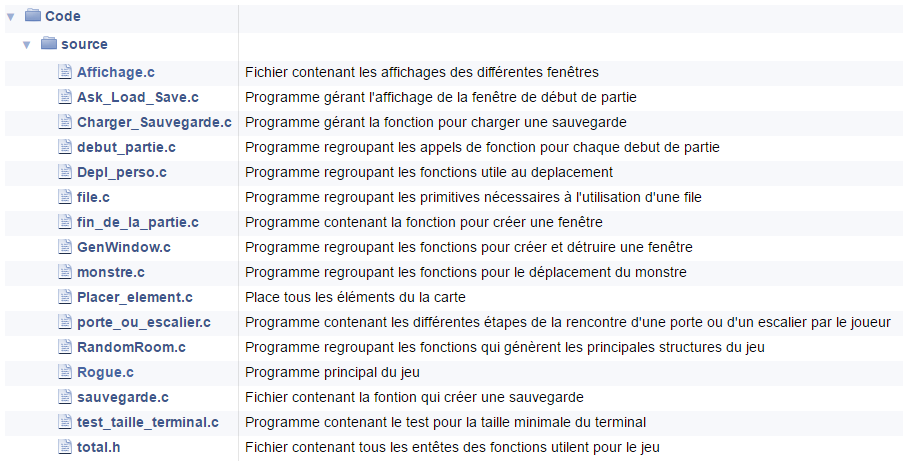 Code
source
Affichage.c Fichier contenant les affichages des différentes fenêtres
Ask_Load_Save.c Programme gérant l'affichage de la fenêtre de début de partie
Charger_Sauvegarde.c Programme gérant la fonction pour charger une sauvegarde
debut_partie.c Programme regroupant les appels de fonction pour chaque debut de partie
Depl_perso.c Programme regroupant les fonctions utile au deplacement
file.c Programme regroupant les primitives nécessaires à l'utilisation d'une file
fin_de_la_partie.c Programme contenant la fonction pour créer une fenêtre
GenWindow.c Programme regroupant les fonctions pour créer et détruire une fenêtre
monstre.c Programme regroupant les fonctions pour le déplacement du monstre
Placer_element.c Place tous les éléments du la carte
porte_ou_escalier.c Programme contenant les différentes étapes de la rencontre d'une porte ou d'un escalier par le joueur
RandomRoom.c Programme regroupant les fonctions qui génèrent les principales structures du jeu
Rogue.c Programme principal du jeu
sauvegarde.c Fichier contenant la fontion qui créer une sauvegarde
test_taille_terminal.c Programme contenant le test pour la taille minimale du terminal
total.h Fichier contenant tous les entêtes des fonctions utilent pour le jeu